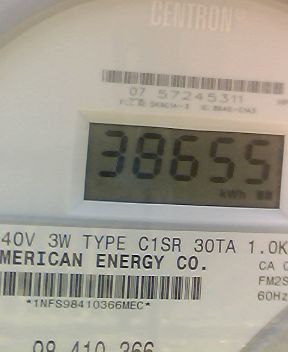 CENTRON®
07 57245311
38655
kWh
40V 3W TYPE C1SR 30TA 1.0K
MERICAN ENERGY CO.
CA 0
FM2S
*1NFS98410366MEC*
60Hz
98 410 366